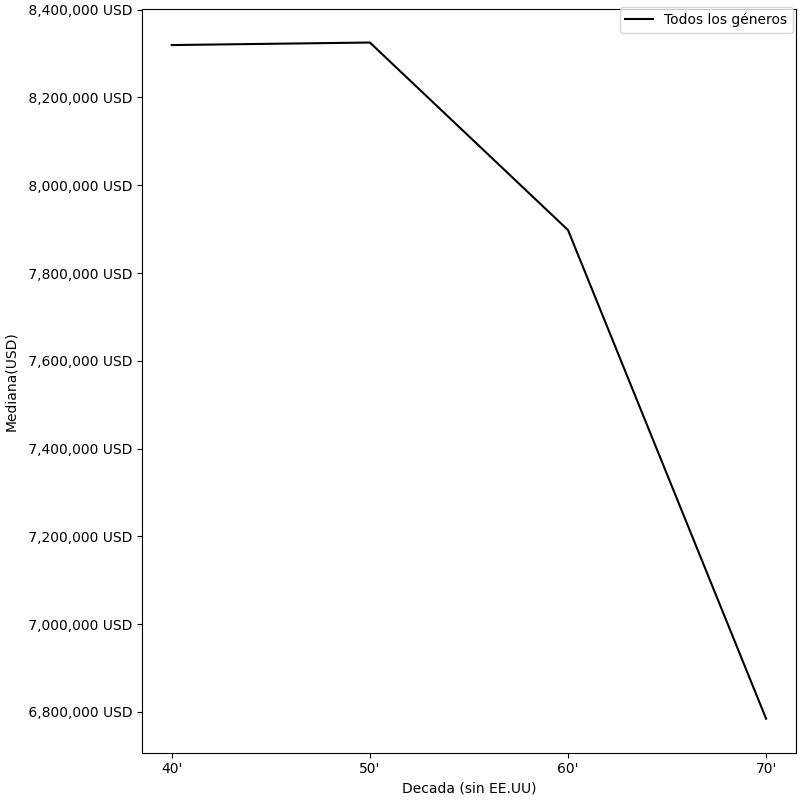 8,400,000 USD
8,200,000 USD
8,000,000 USD
7,800,000 USD
7,600,000 USD
7,400,000 USD
7,200,000 USD
7,000,000 USD
6,800,000 USD
Mediana(USD)
Todos los géneros
40' 50' 60' 70'
Decada (sin EE.UU)